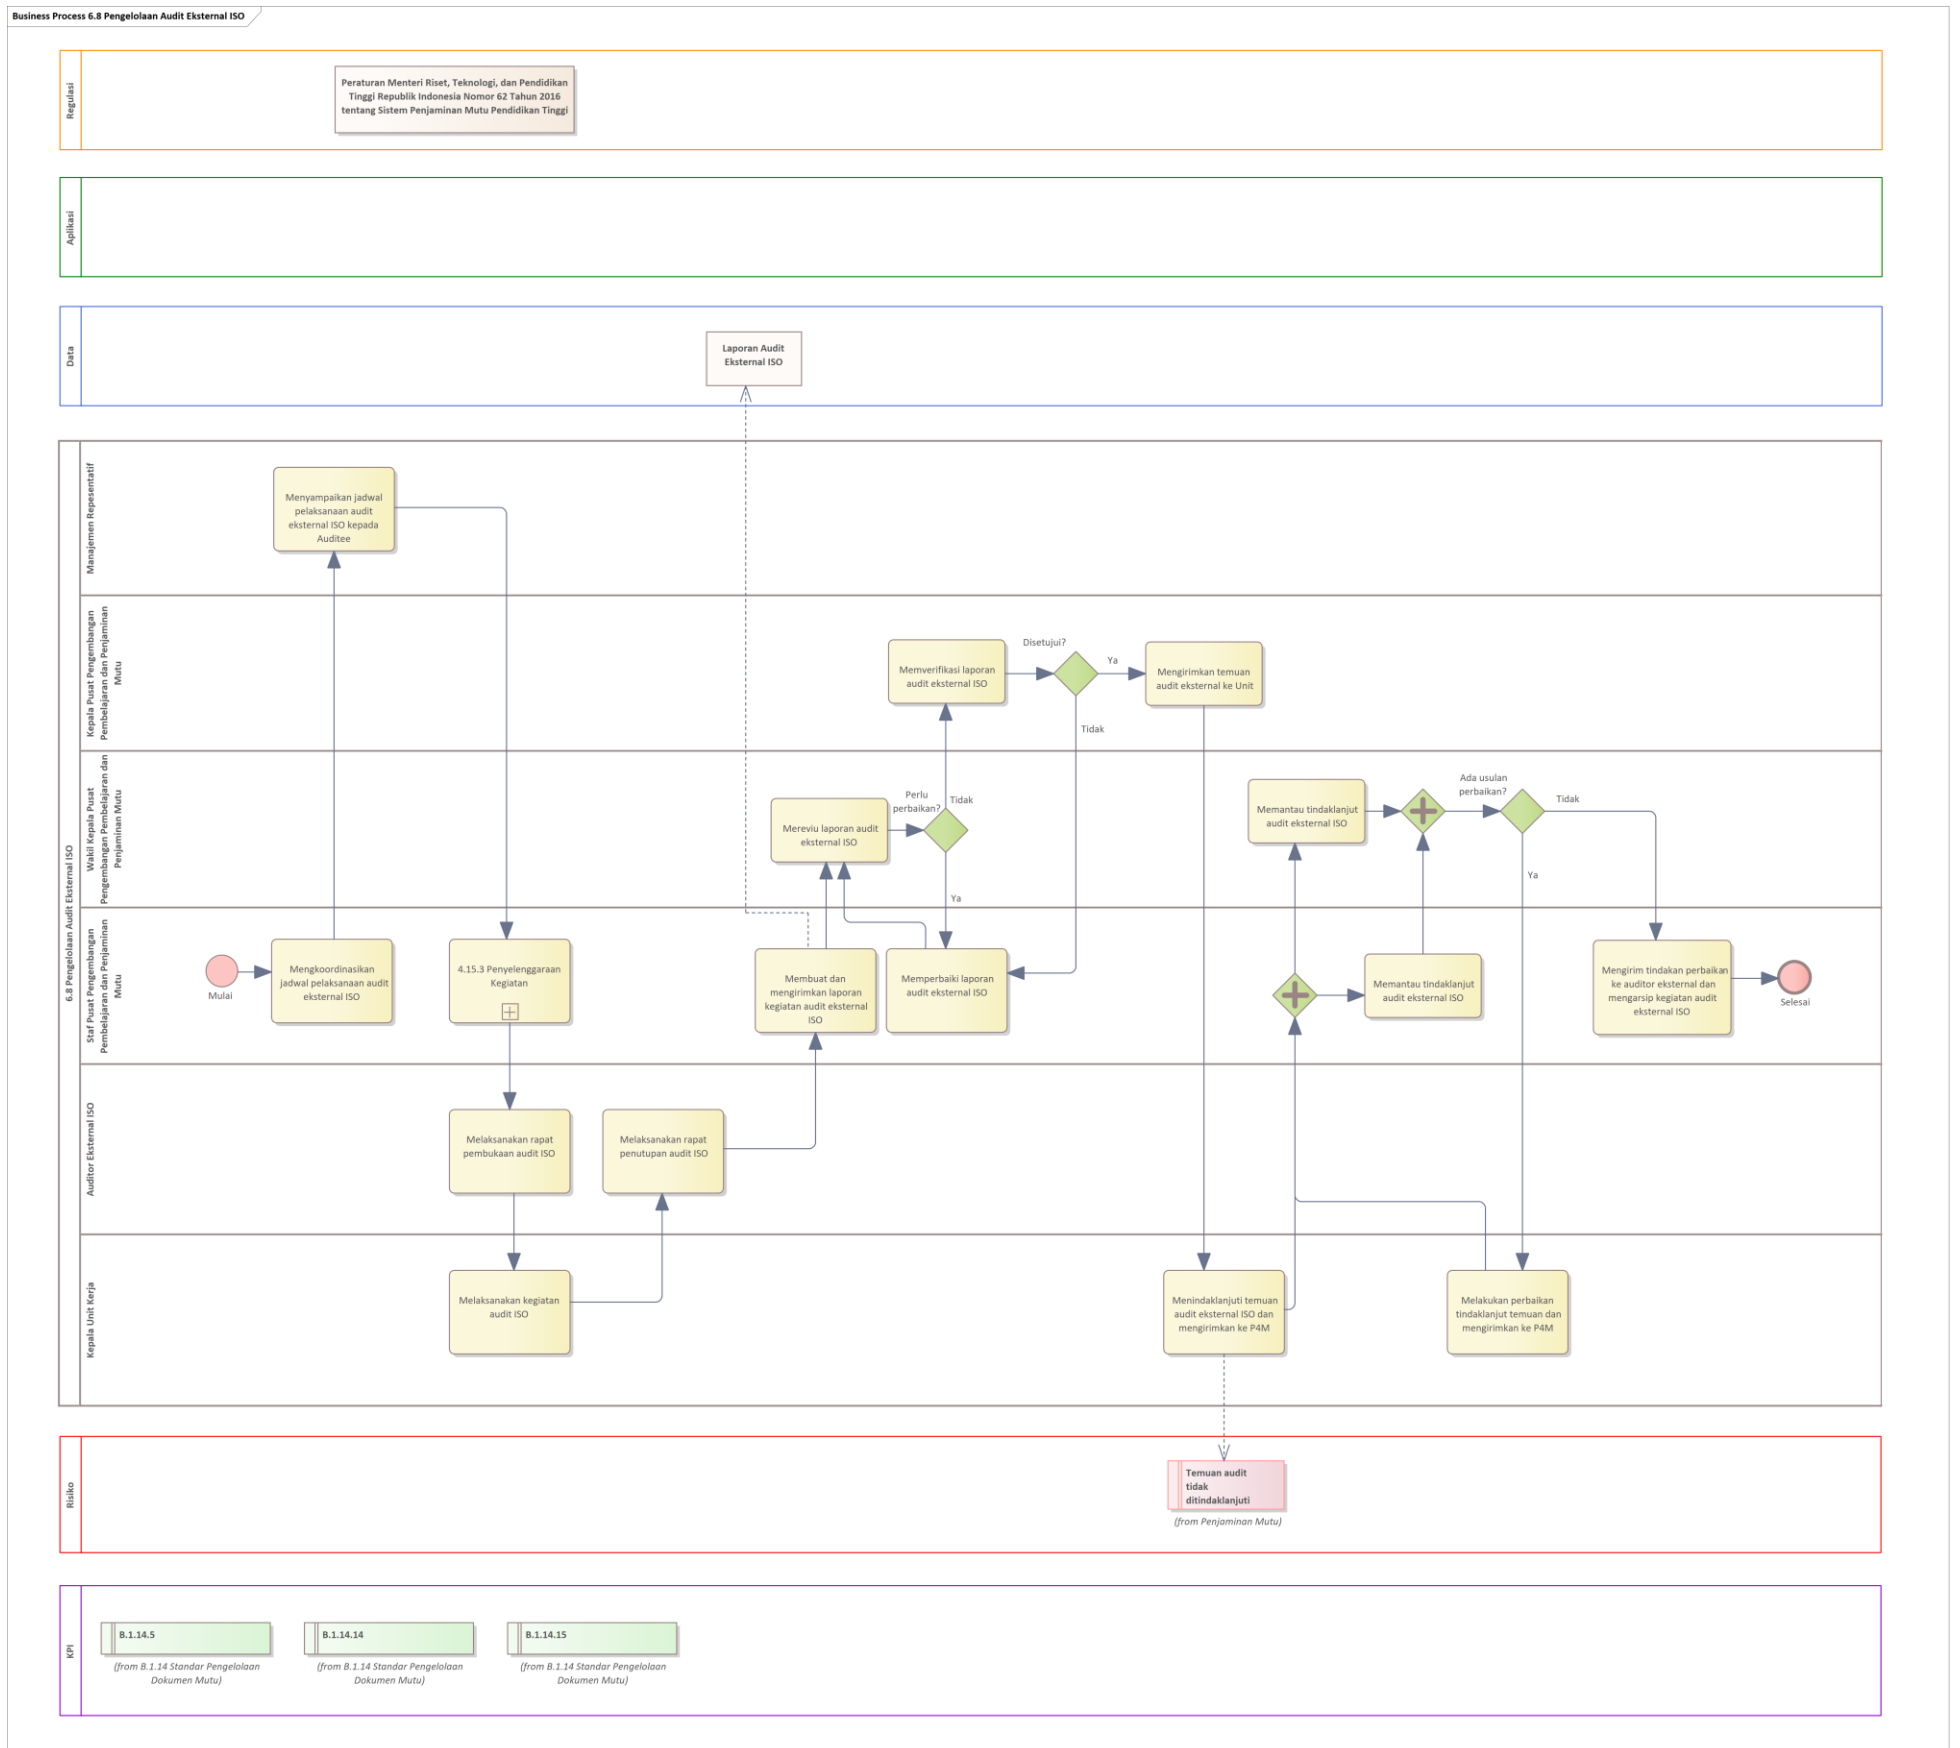 Business Process 6.8 Pengelolaan Audit Eksternal ISO
Regulasi
Peraturan Menteri Riset, Teknologi, dan Pendidikan
Tinggi Republik Indonesia Nomor 62 Tahun 2016
tentang Sistem Penjaminan Mutu Pendidikan Tinggi
Aplikasi
Data
Laporan Audit
Eksternal ISO
6.8 Pengelolaan Audit Eksternal ISO
Manajemen Repesentatif
Menyampaikan jadwal
pelaksanaan audit
eksternal ISO kepada
Auditee
Kepala Pusat Pengembangan
Pembelajaran dan Penjaminan
Mutu
Memverifikasi laporan
audit eksternal ISO
Disetujui?
Ya
Tidak
Mengirimkan temuan
audit eksternal ke Unit
Wakil Kepala Pusat
Pengembangan Pembelajaran dan
Penjaminan Mutu
Mereviu laporan audit
eksternal ISO
Perlu
perbaikan?
Tidak
Ya
Memantau tindaklanjut
audit eksternal ISO
Ada usulan
perbaikan?
Tidak
Ya
Staf Pusat Pengembangan
Pembelajaran dan Penjaminan
Mutu
Mulai
Mengkoordinasikan
jadwal pelaksanaan audit
eksternal ISO
4.15.3 Penyelenggaraan
Kegiatan
Membuat dan
mengirimkan laporan
kegiatan audit eksternal
ISO
Memperbaiki laporan
audit eksternal ISO
Memantau tindaklanjut
audit eksternal ISO
Mengirim tindakan perbaikan
ke auditor eksternal dan
mengarsip kegiatan audit
eksternal ISO
Selesai
Auditor Eksternal ISO
Melaksanakan rapat
pembukaan audit ISO
Melaksanakan rapat
penutupan audit ISO
Kepala Unit Kerja
Melaksanakan kegiatan
audit ISO
Menindaklanjuti temuan
audit eksternal ISO dan
mengirimkan ke P4M
Melakukan perbaikan
tindaklanjut temuan dan
mengirimkan ke P4M
Risiko
Temuan audit
tidak
ditindaklanjuti
(from Penjaminan Mutu)
KPI
B.1.14.5
(from B.1.14 Standar Pengelolaan
Dokumen Mutu)
B.1.14.14
(from B.1.14 Standar Pengelolaan
Dokumen Mutu)
B.1.14.15
(from B.1.14 Standar Pengelolaan
Dokumen Mutu)